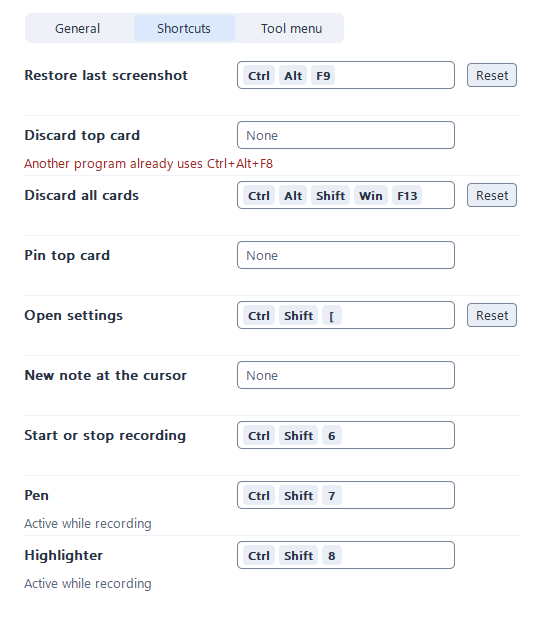 General Shortcuts Tool menu
Restore last screenshot Ctrl Alt F9 Reset
Discard top card None
Another program already uses Ctrl+Alt+F8
Discard all cards Ctrl Alt Shift Win F13 Reset
Pin top card None
Open settings Ctrl Shift [ Reset
New note at the cursor None
Start or stop recording Ctrl Shift 6
Pen Ctrl Shift 7
Active while recording
Highlighter Ctrl Shift 8
Active while recording